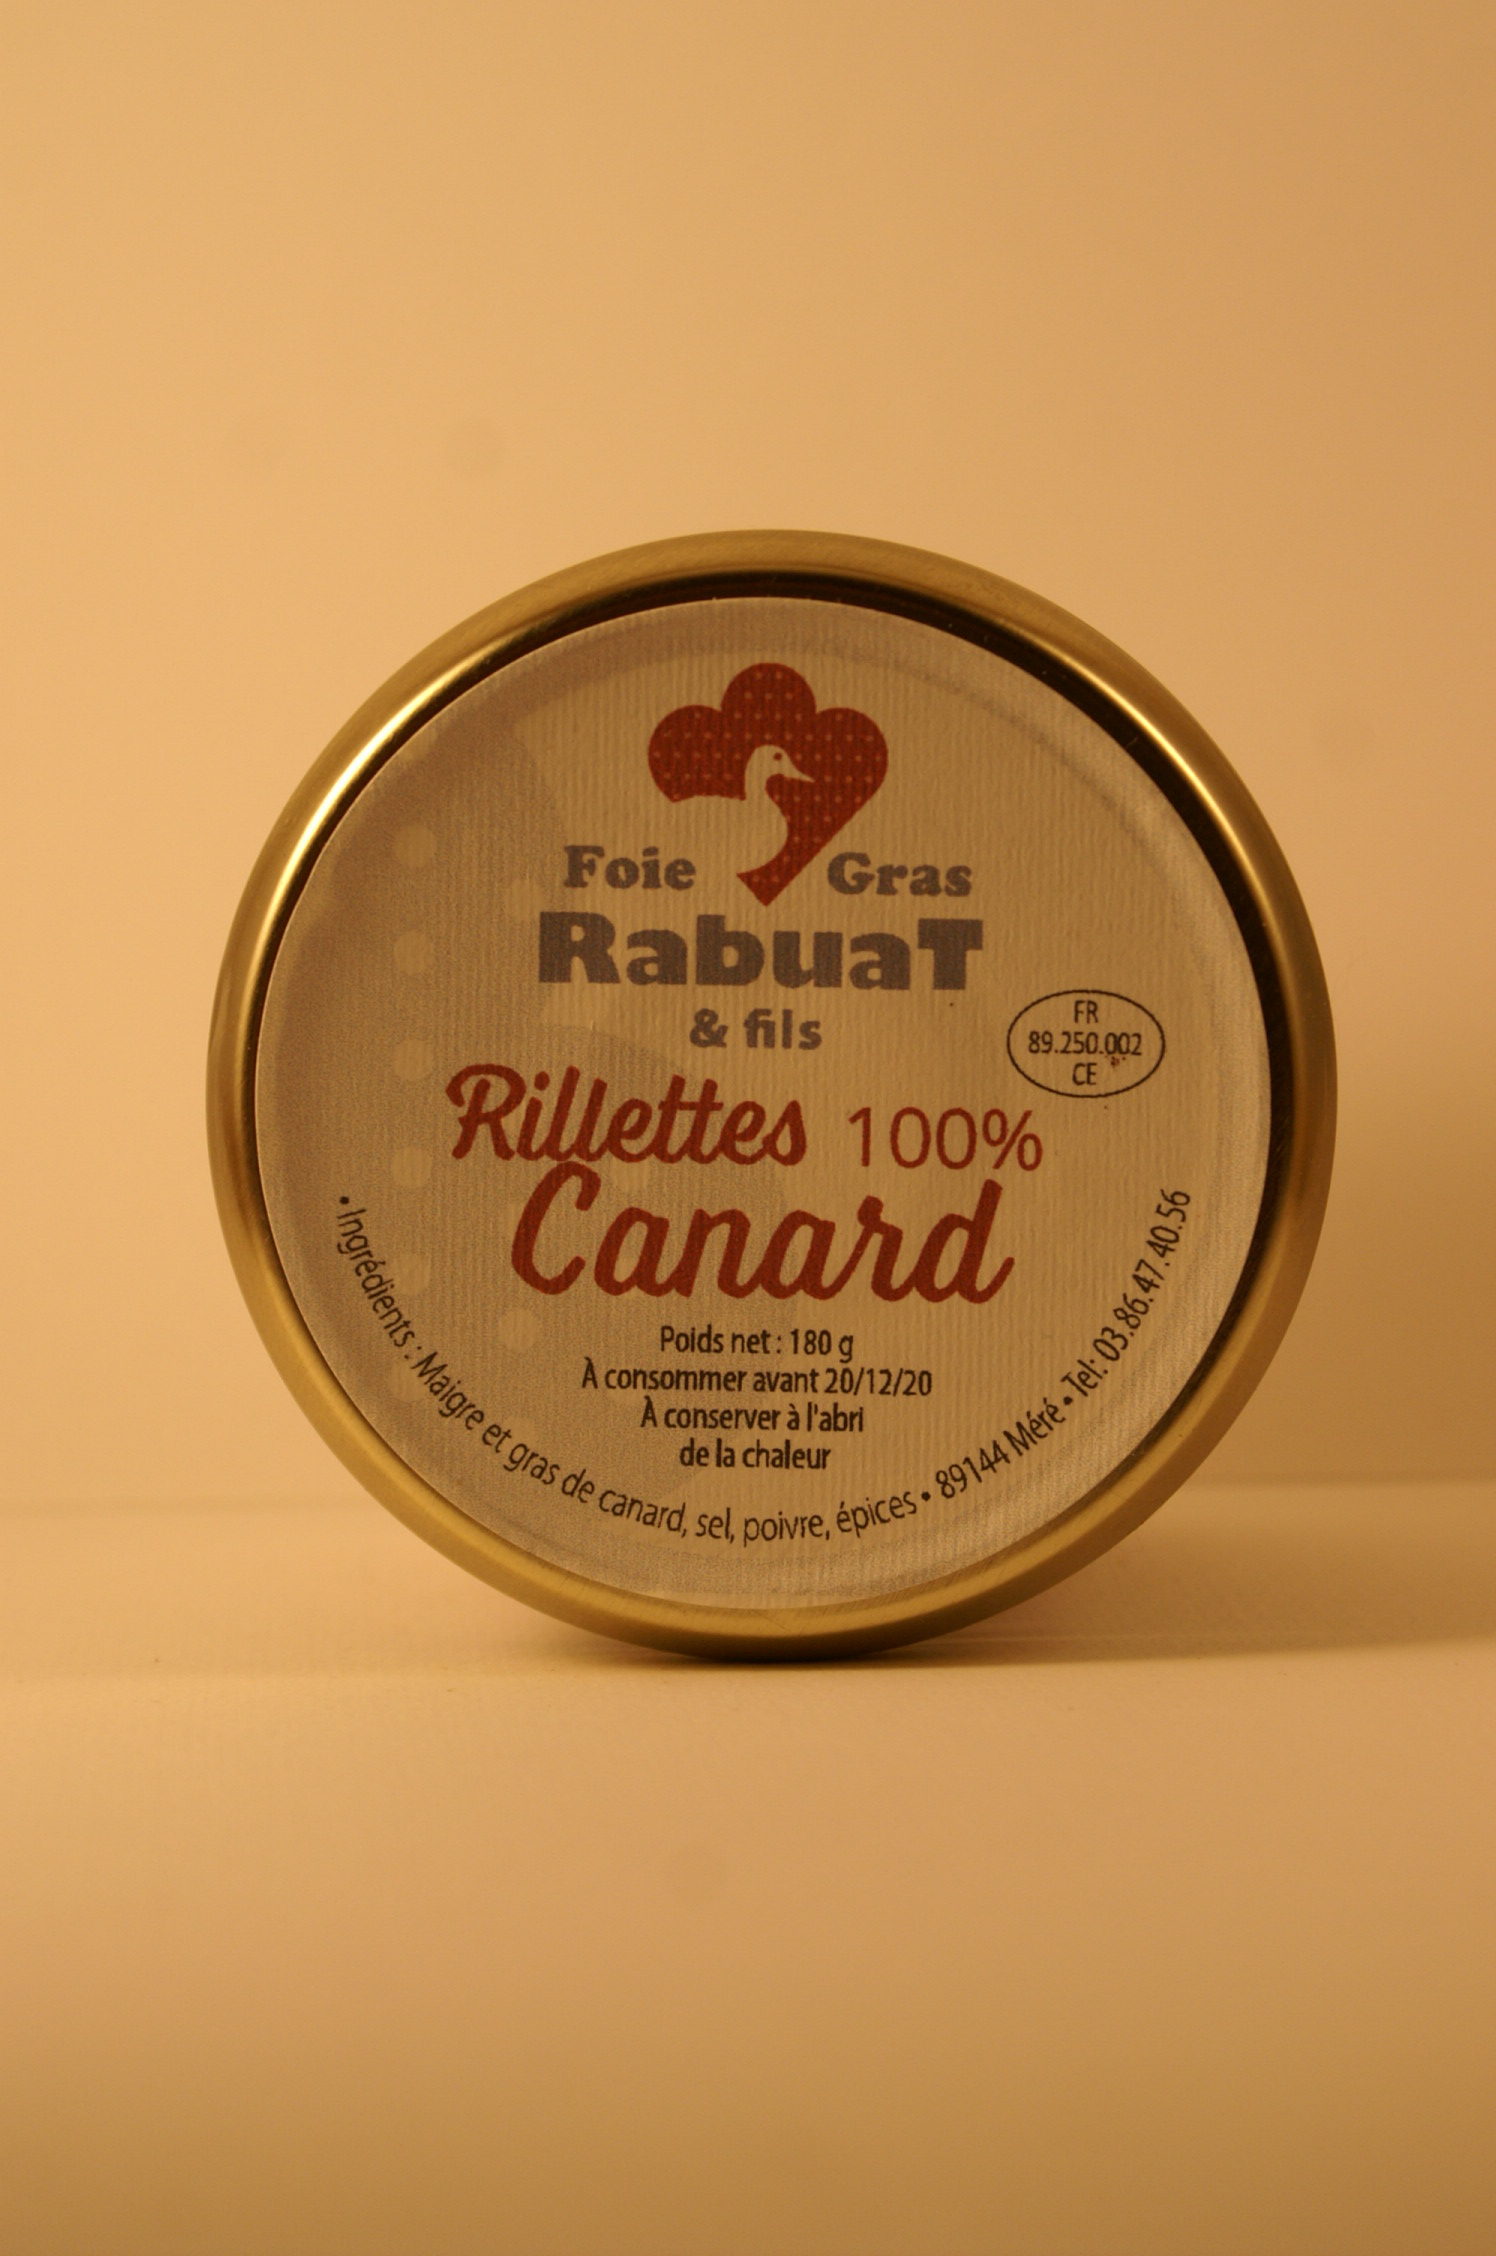 Foie Gras
RabuaT
& fils
FR
89.250.002
CE
Rillettes 100%
Canard
Poids net : 180 g
À consommer avant 20/12/20
À conserver à l'abri
de la chaleur
• Ingrédients : Maigre et gras de canard, sel, poivre, épices • 89144 Méré • Tel: 03.86.47.40.56